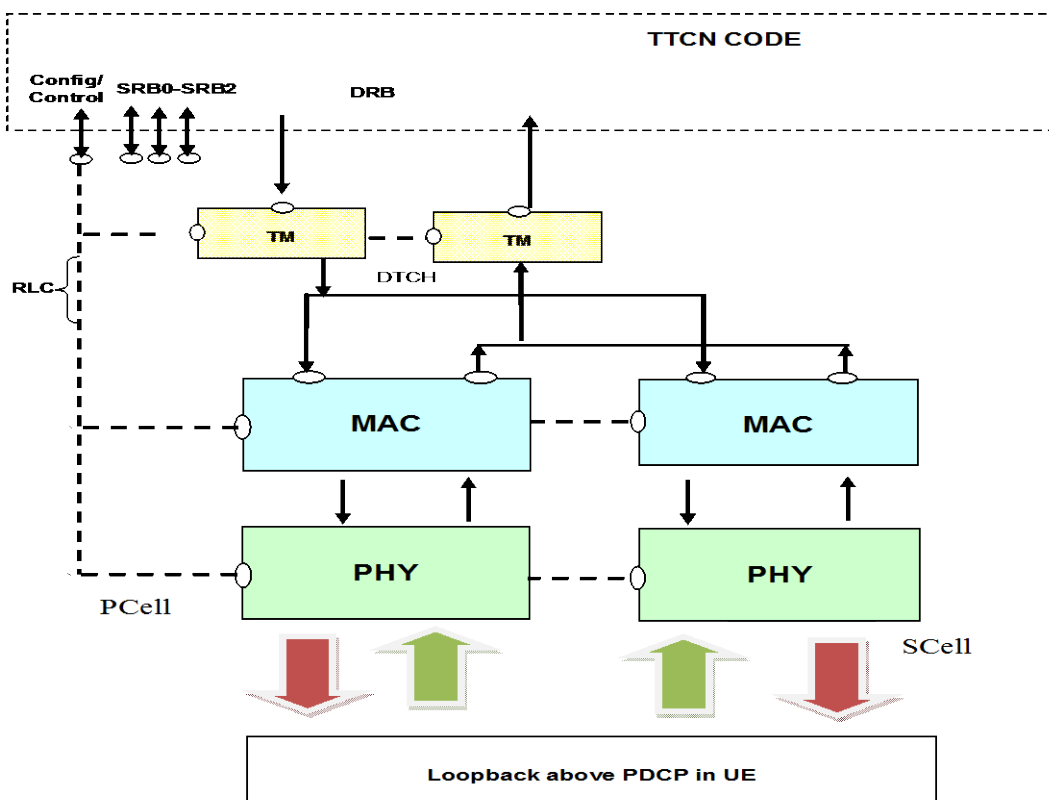 TTCN CODE
Config/
Control
SRB0-SRB2
DRB
TM
TM
DTCH
RLC
MAC
MAC
PHY
PHY
PCell
SCell
Loopback above PDCP in UE